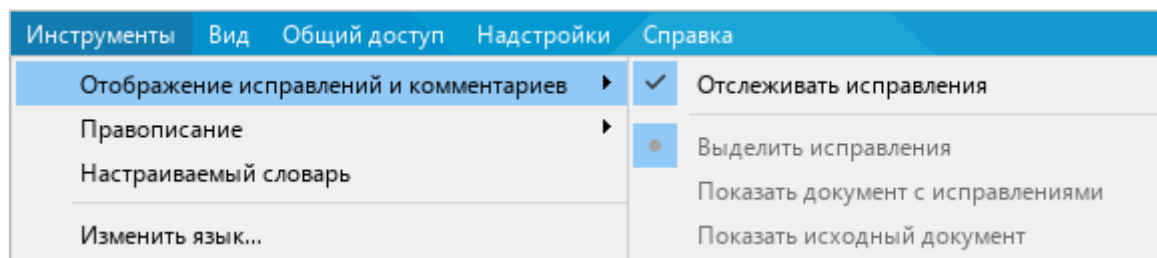 Инструменты Вид Общий доступ Надстройки Справка
Отображение исправлений и комментариев
Правописание
Настраиваемый словарь
Изменить язык...
Отслеживать исправления
Выделить исправления
Показать документ с исправлениями
Показать исходный документ